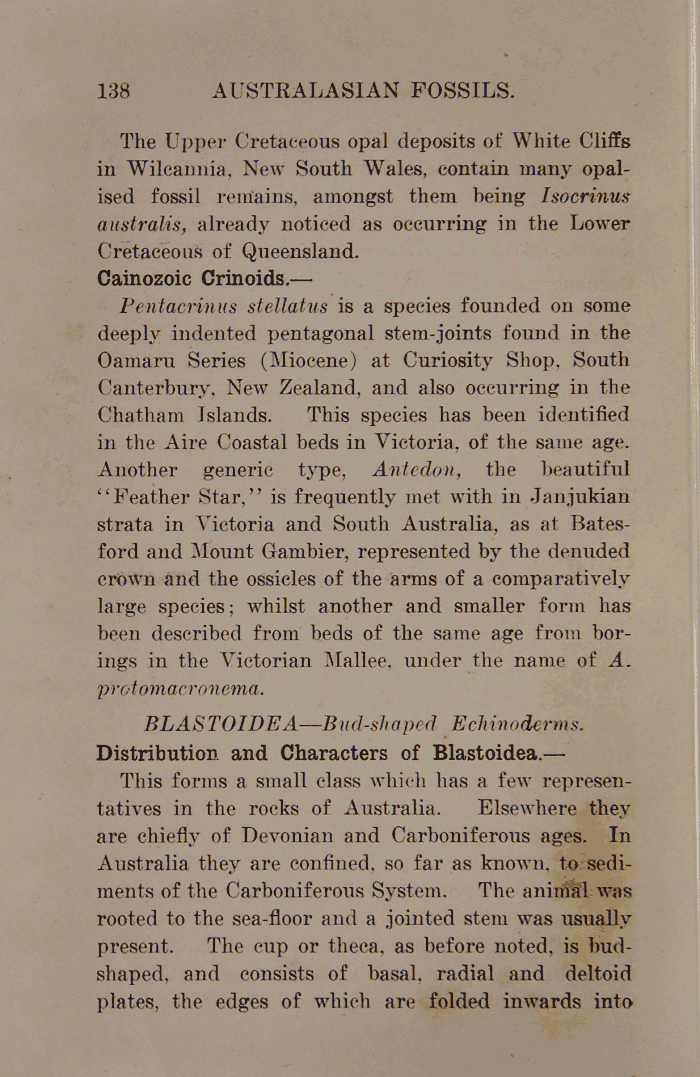 138 AUSTRALASIAN FOSSILS.
The Upper Cretaceous opal deposits of White Cliffs
in Wilcannia, New South Wales, contain many opal-
ised fossil remains, amongst them being Isocrinus
australis, already noticed as occurring in the Lower
Cretaceous of Queensland.
Cainozoic Crinoids.—
Pentacrinus stellatus is a species founded on some
deeply indented pentagonal stem-joints found in the
Oamaru Series (Miocene) at Curiosity Shop, South
Canterbury, New Zealand, and also occurring in the
Chatham Islands. This species has been identified
in the Aire Coastal beds in Victoria, of the same age.
Another generic type, Antedon, the beautiful
“Feather Star,” is frequently met with in Janjukian
strata in Victoria and South Australia, as at Bates-
ford and Mount Gambier, represented by the denuded
crown and the ossicles of the arms of a comparatively
large species; whilst another and smaller form has
been described from beds of the same age from bor-
ings in the Victorian Mallee, under the name of A.
protomacronema.
BLASTOIDEA—Bud-shaped Echinoderms.
Distribution and Characters of Blastoidea.—
This forms a small class which has a few represen-
tatives in the rocks of Australia. Elsewhere they
are chiefly of Devonian and Carboniferous ages. In
Australia they are confined, so far as known, to sedi-
ments of the Carboniferous System. The animal was
rooted to the sea-floor and a jointed stem was usually
present. The cup or theca, as before noted, is bud-
shaped, and consists of basal, radial and deltoid
plates, the edges of which are folded inwards into